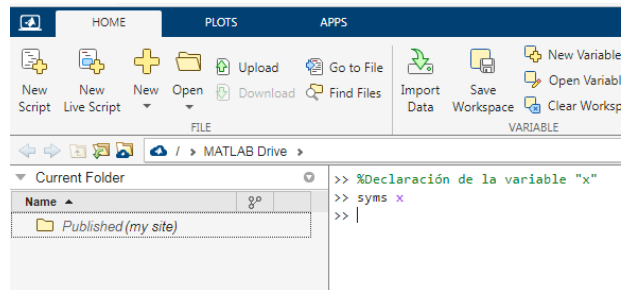 HOME PLOTS APPS
New Script
New Live Script
New
Open
Upload
Download
Go to File
Find Files
FILE
Import Data
Save Workspace
New Variable
Open Variabl
Clear Worksp
VARIABLE
/ › MATLAB Drive ›
Current Folder
Name
Published (my site)
>> %Declaración de la variable "x"
>> syms x
>>